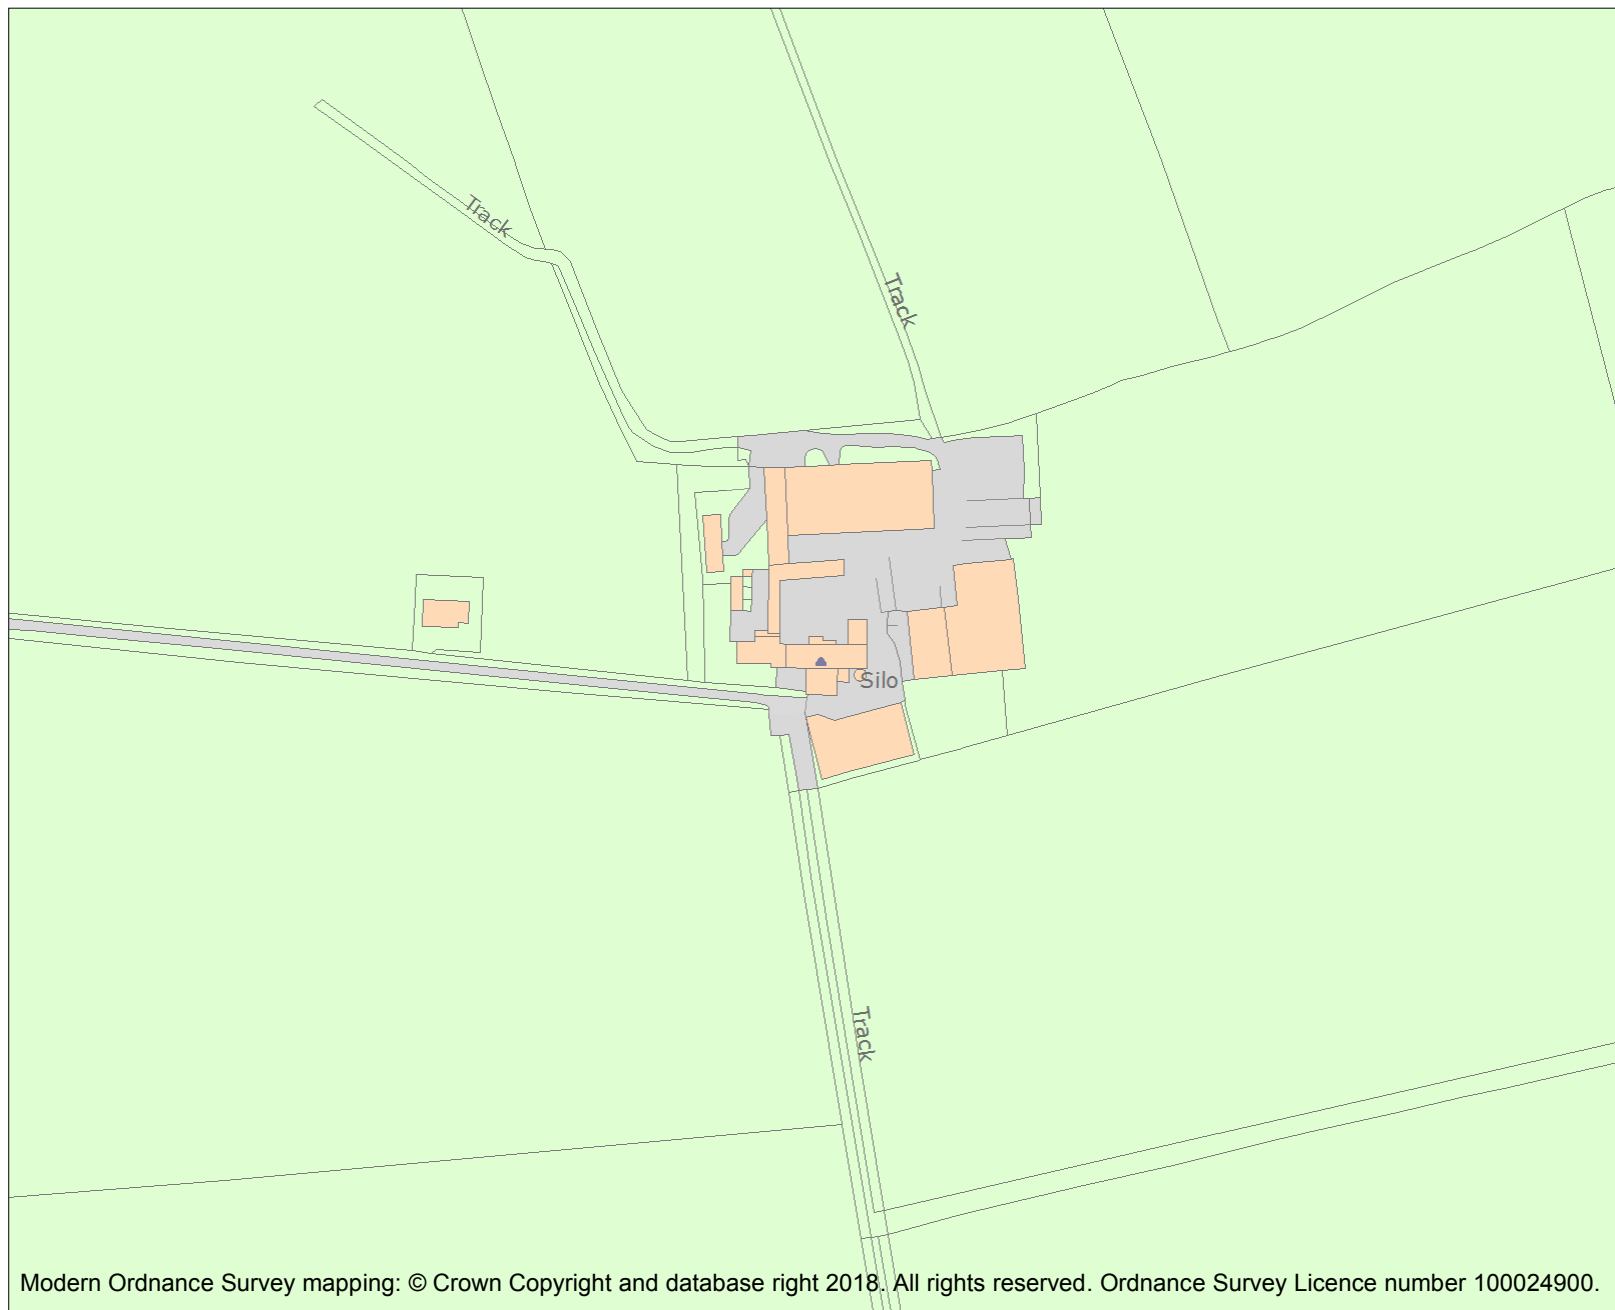 Track
Track
Silo
Track
Modern Ordnance Survey mapping: © Crown Copyright and database right 2018. All rights reserved. Ordnance Survey Licence number 100024900.